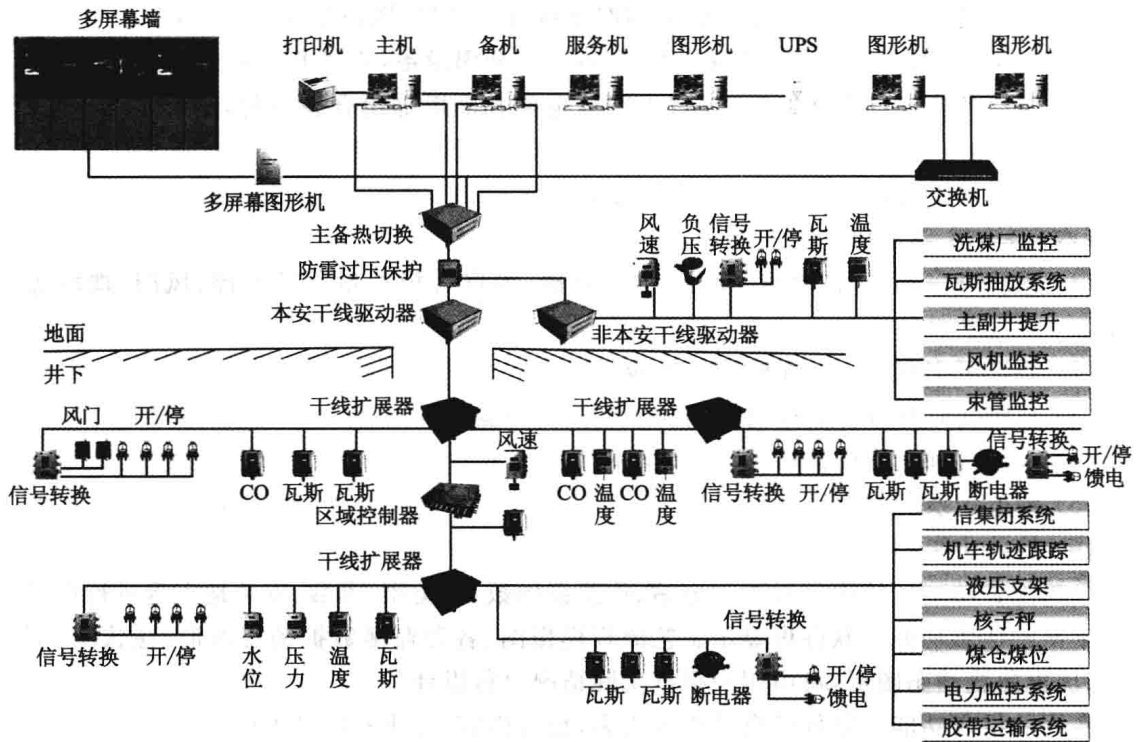 多屏幕墙
打印机 主机 备机 服务机 图形机 UPS 图形机 图形机
多屏幕图形机
交换机
主备热切换
防雷过压保护
本安干线驱动器
非本安干线驱动器
风速 负压 信号转换 开/停 瓦斯 温度
洗煤厂监控
瓦斯抽放系统
主副井提升
风机监控
束管监控
地面
井下
干线扩展器
干线扩展器
风门 开/停
信号转换
CO 瓦斯 瓦斯
风速
CO 温度 CO 温度
信号转换 开/停
瓦斯 瓦斯 断电器
信号转换
开/停
馈电
区域控制器
干线扩展器
信集闭系统
机车轨迹跟踪
液压支架
核子秤
煤仓煤位
电力监控系统
胶带运输系统
信号转换 开/停 水位 压力 温度 瓦斯
瓦斯 瓦斯 断电器
信号转换
开/停
馈电